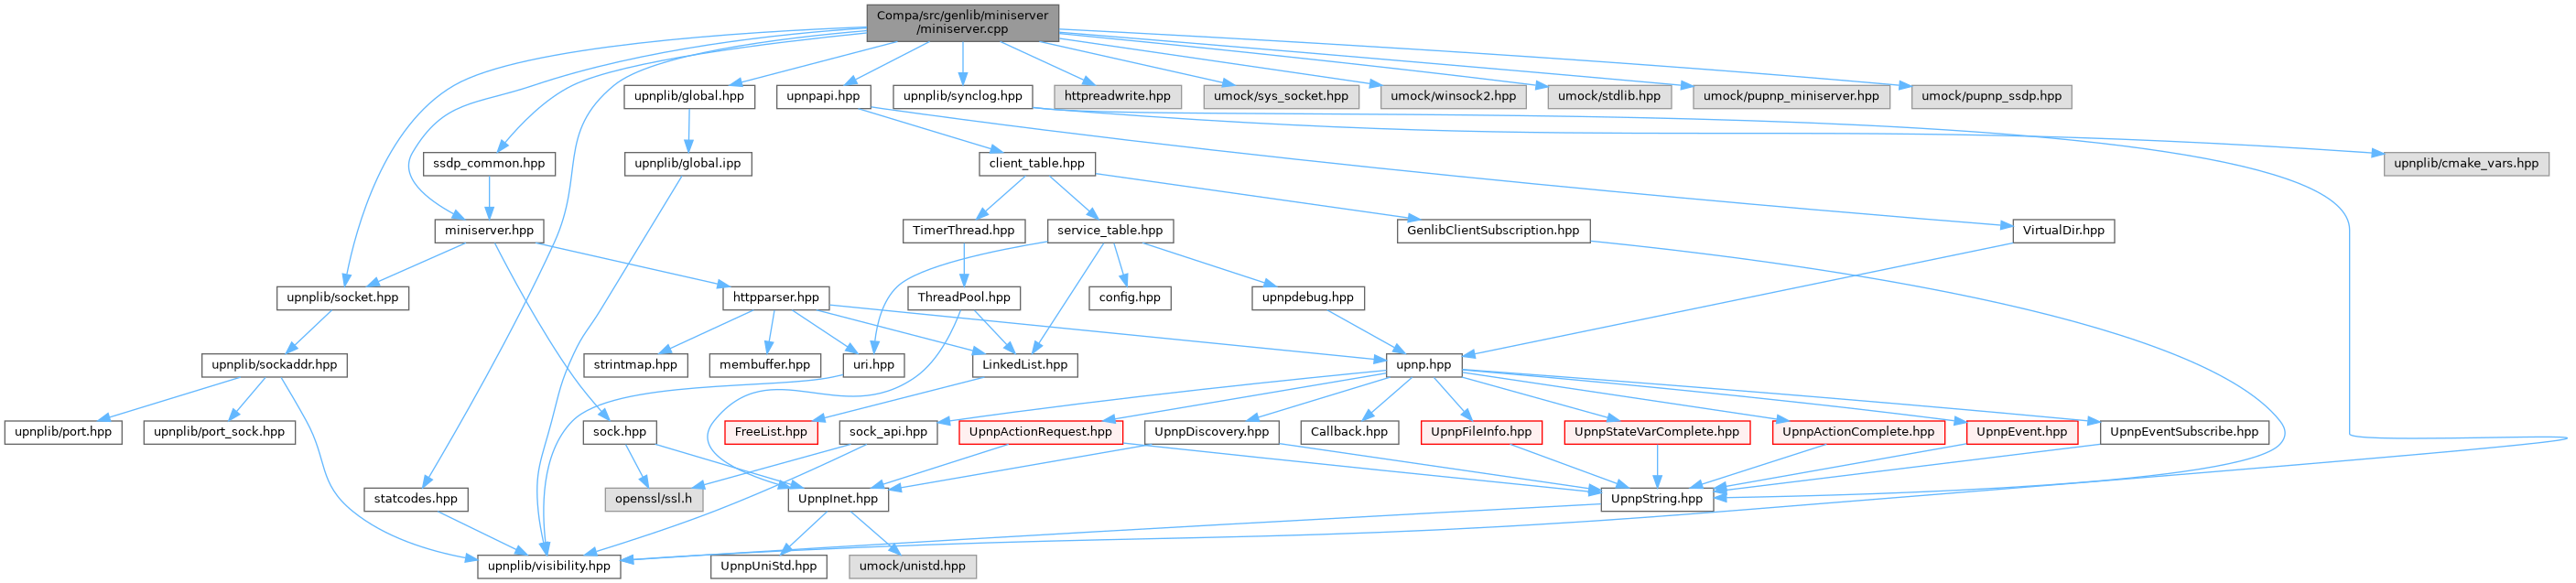 Compa/src/genlib/miniserver
/miniserver.cpp
upnplib/global.hpp
upnpapi.hpp
upnplib/synclog.hpp
httpreadwrite.hpp
umock/sys_socket.hpp
umock/winsock2.hpp
umock/stdlib.hpp
umock/pupnp_miniserver.hpp
umock/pupnp_ssdp.hpp
ssdp_common.hpp
upnplib/global.ipp
client_table.hpp
upnplib/cmake_vars.hpp
miniserver.hpp
TimerThread.hpp
service_table.hpp
GenlibClientSubscription.hpp
VirtualDir.hpp
upnplib/socket.hpp
httpparser.hpp
ThreadPool.hpp
config.hpp
upnpdebug.hpp
upnplib/sockaddr.hpp
strintmap.hpp
membuffer.hpp
uri.hpp
LinkedList.hpp
upnp.hpp
upnplib/port.hpp
upnplib/port_sock.hpp
sock.hpp
FreeList.hpp
sock_api.hpp
UpnpActionRequest.hpp
UpnpDiscovery.hpp
Callback.hpp
UpnpFileInfo.hpp
UpnpStateVarComplete.hpp
UpnpActionComplete.hpp
UpnpEvent.hpp
UpnpEventSubscribe.hpp
statcodes.hpp
openssl/ssl.h
UpnpInet.hpp
UpnpString.hpp
upnplib/visibility.hpp
UpnpUniStd.hpp
umock/unistd.hpp